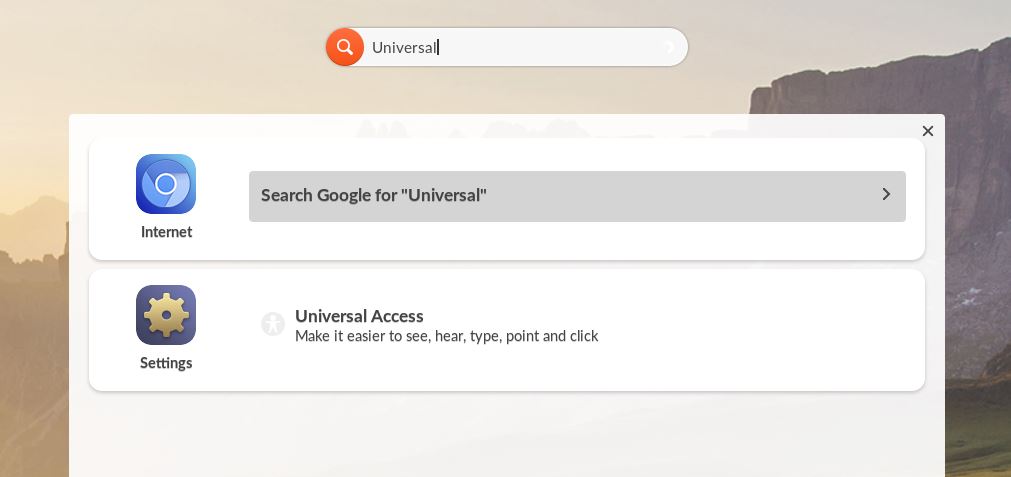 Universal
Search Google for "Universal"
Internet
Universal Access
Make it easier to see, hear, type, point and click
Settings